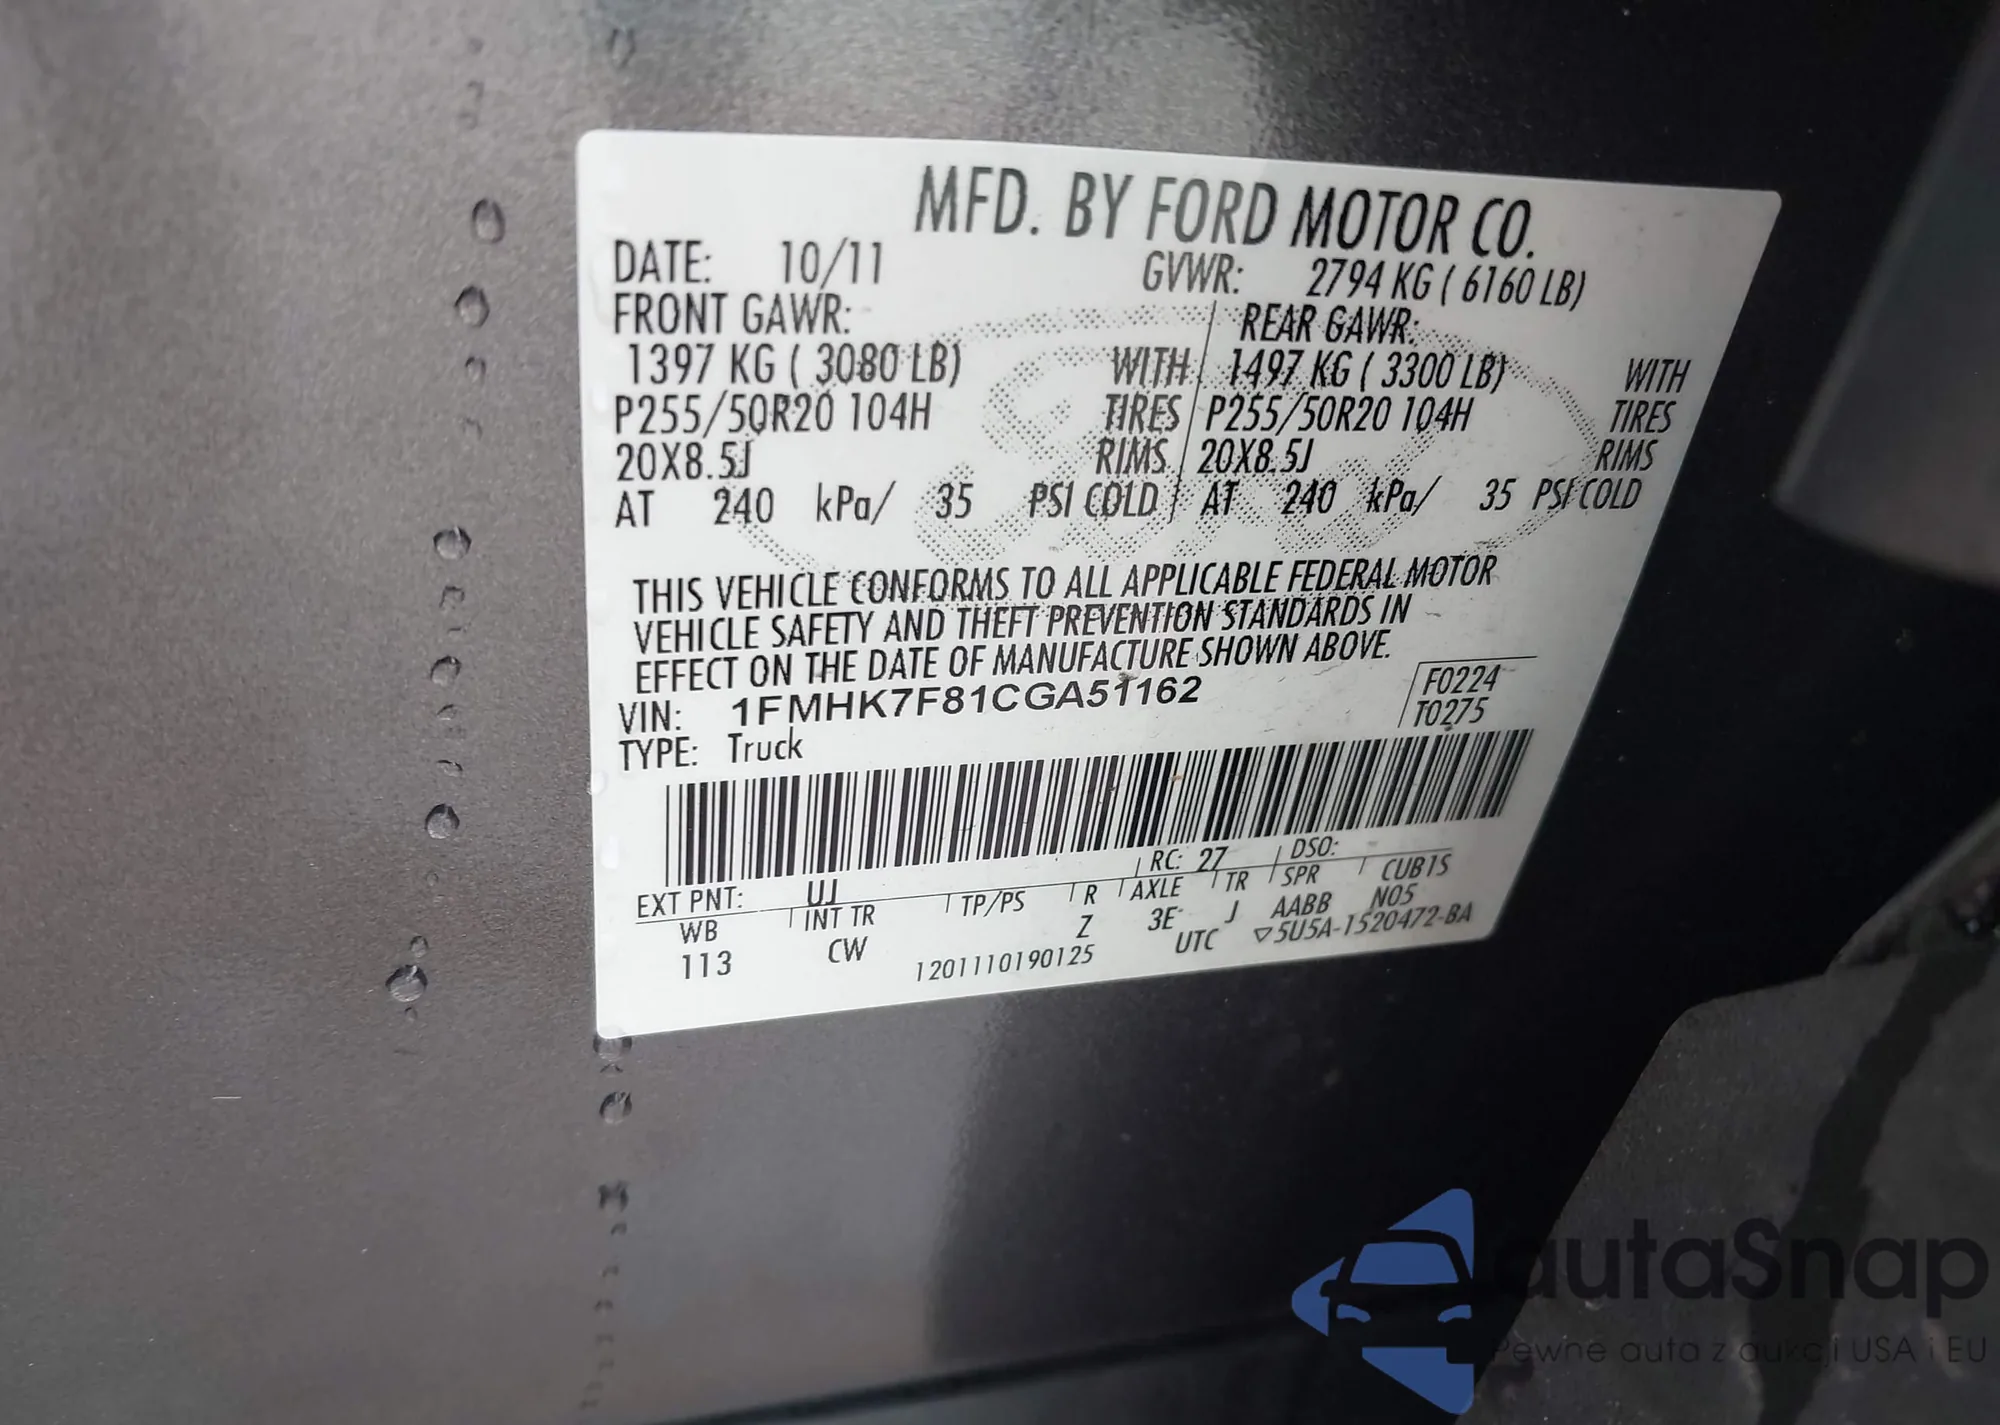 MFD. BY FORD MOTOR CO.
DATE: 10/11 GVWR: 2794 KG ( 6160 LB)
FRONT GAWR: REAR GAWR:
1397 KG ( 3080 LB) WITH 1497 KG ( 3300 LB) WITH
P255/50R20 104H TIRES P255/50R20 104H TIRES
20X8.5J RIMS 20X8.5J RIMS
AT 240 kPa/ 35 PSI COLD AT 240 kPa/ 35 PSI COLD
THIS VEHICLE CONFORMS TO ALL APPLICABLE FEDERAL MOTOR
VEHICLE SAFETY AND THEFT PREVENTION STANDARDS IN
EFFECT ON THE DATE OF MANUFACTURE SHOWN ABOVE.
VIN: 1FMHK7F81CGA51162 F0224
TYPE: Truck T0275
EXT PNT: UJ RC: 27 DSO:
WB INT TR TP/PS R AXLE TR SPR CUB1S
113 CW Z 3E J AABB N05
1201110190125 UTC ▽5U5A-1520472-BA
autaSnap
Pewne auta z aukcji USA i EU